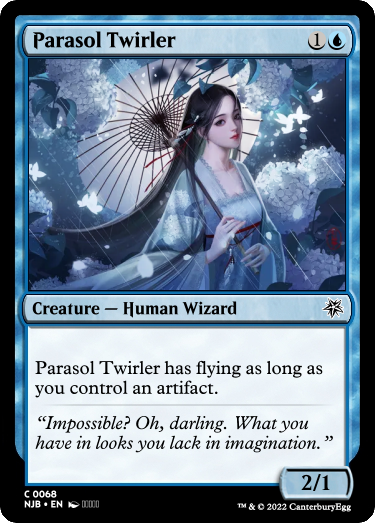 Parasol Twirler 1
Creature — Human Wizard
Parasol Twirler has flying as long as
you control an artifact.
“Impossible? Oh, darling. What you
have in looks you lack in imagination.”
2/1
C 0068
NJB • EN
™ & © 2022 CanterburyEgg